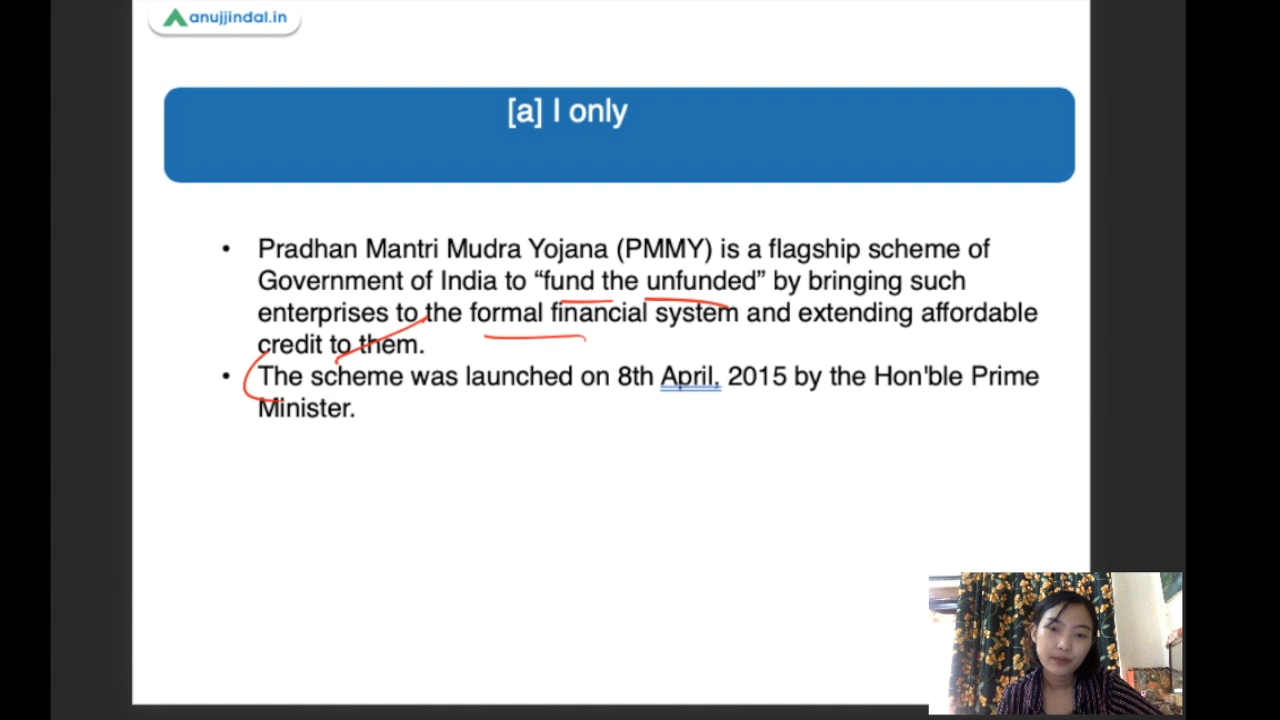 anujjindal.in
[a] I only
• Pradhan Mantri Mudra Yojana (PMMY) is a flagship scheme of
Government of India to “fund the unfunded” by bringing such
enterprises to the formal financial system and extending affordable
credit to them.
• The scheme was launched on 8th April, 2015 by the Hon'ble Prime
Minister.